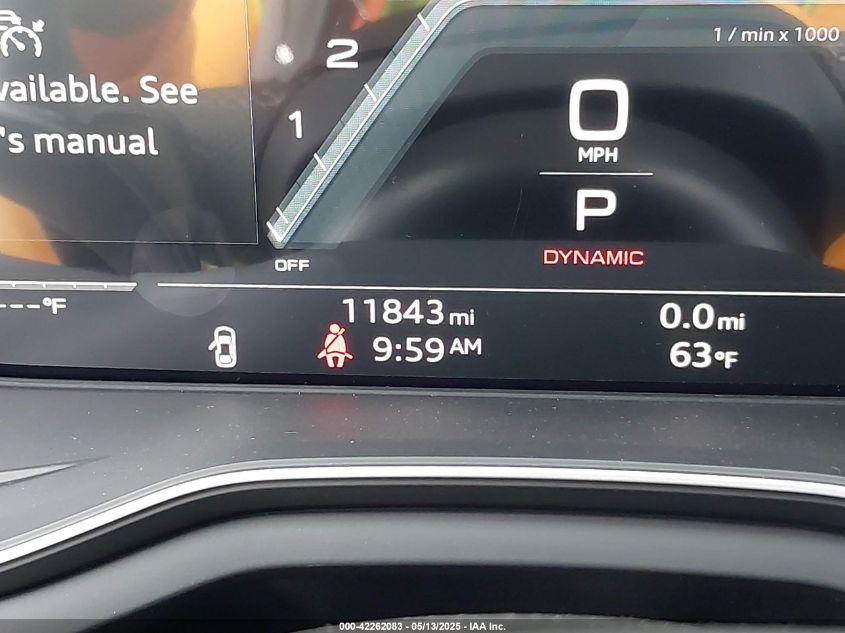 vailable. See
's manual
1
2
OFF
1 / min x 1000
0
MPH
P
DYNAMIC
---°F
11843 mi
9:59 AM
0.0 mi
63°F
000-42262083 - 05/13/2025 - IAA Inc.